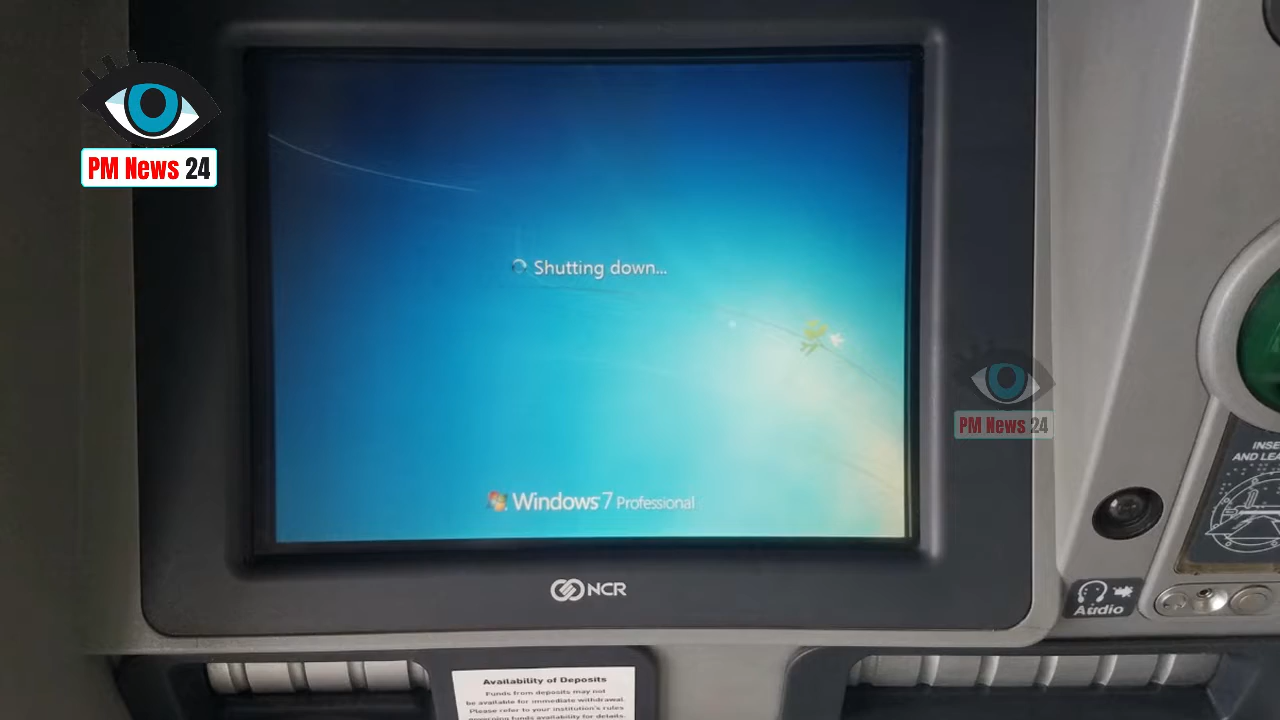 PM News 24
Shutting down...
PM News 24
Windows 7 Professional
NCR
INSE
AND LEA
Audio
Availability of Deposits
Funds from deposits may not
be available for immediate withdrawal.
Please refer to your institution's rules
governing funds availability for details.